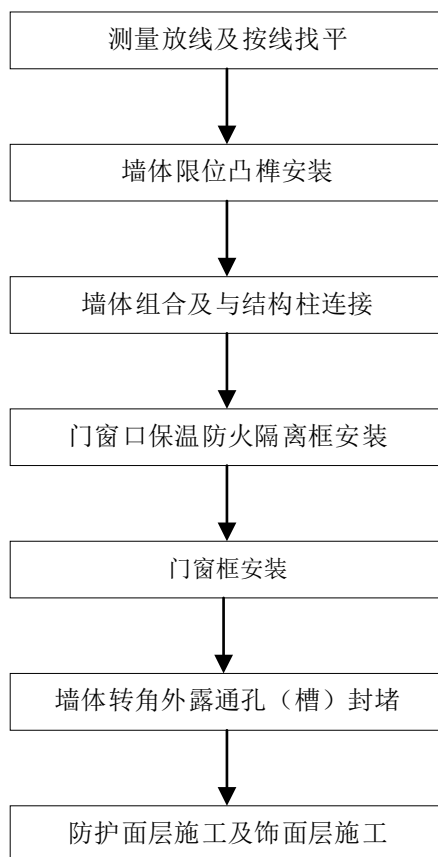 测量放线及按线找平
墙体限位凸榫安装
墙体组合及与结构柱连接
门窗口保温防火隔离框安装
门窗框安装
墙体转角外露通孔（槽）封堵
防护面层施工及饰面层施工